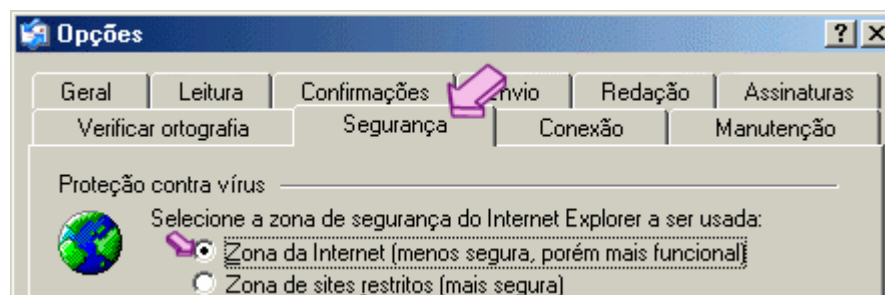 Opções
Geral Leitura Confirmações Envio Redação Assinaturas
Verificar ortografia Segurança Conexão Manutenção
Proteção contra vírus
Selecione a zona de segurança do Internet Explorer a ser usada:
Zona da Internet (menos segura, porém mais funcional)
Zona de sites restritos (mais segura)